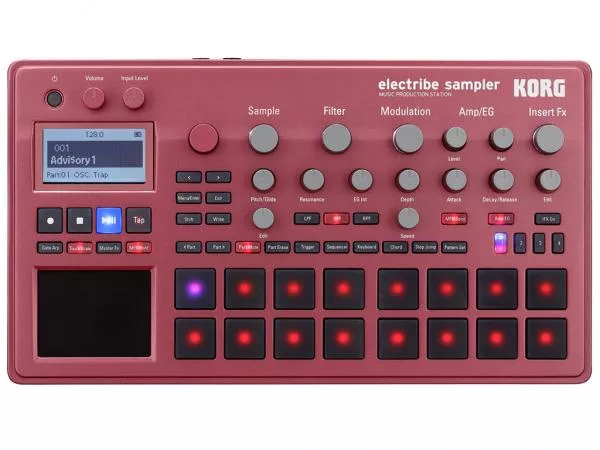 electribe sampler
MUSIC PRODUCTION STATION
KORG
Volume
Input Level
Sample
Filter
Modulation
Amp/EG
Insert Fx
128.0
001
Advisory 1
Part:01 OSC. Trap
Level
Pan
Pitch/Glide
Resonance
EG Int
Depth
Attack
Decay/Release
Edit
<
>
Menu/Enter
Exit
Shift
Write
Edit
LPF
HPF
BPF
Speed
MFX Send
Amp EG
IFX On
Tap
Gate Arp
Touch Scale
Master Fx
MFX Hold
< Part
Part >
Part Mute
Part Erase
Trigger
Sequencer
Keyboard
Chord
Step Jump
Pattern Set
1
2
3
4